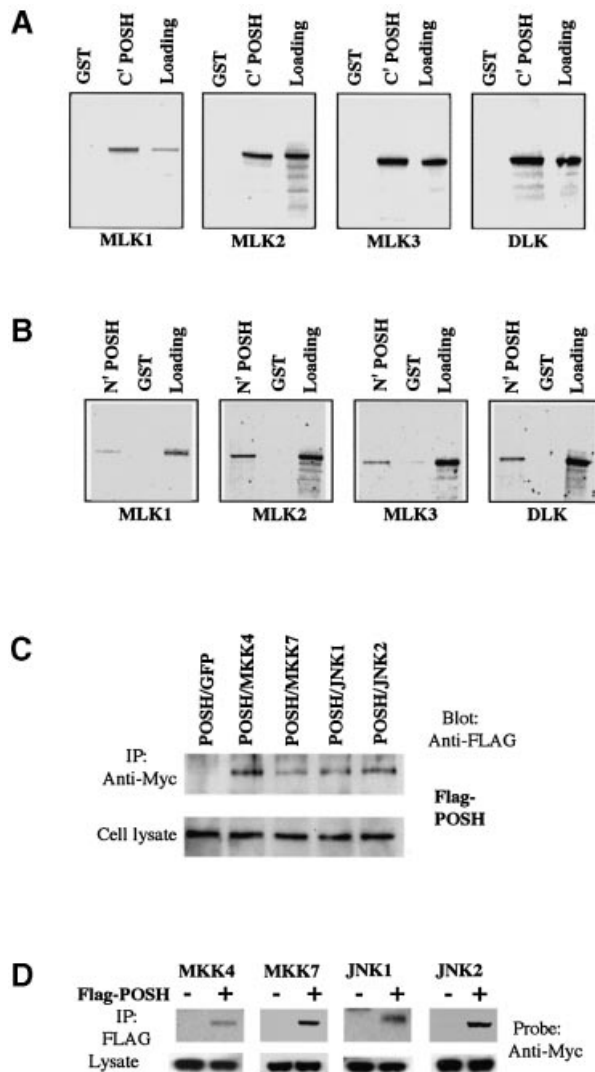 A
GST
C' POSH
Loading
GST
C' POSH
Loading
GST
C' POSH
Loading
GST
C' POSH
Loading
MLK1
MLK2
MLK3
DLK
B
N' POSH
GST
Loading
N' POSH
GST
Loading
N' POSH
GST
Loading
N' POSH
GST
Loading
MLK1
MLK2
MLK3
DLK
C
POSH/GFP
POSH/MKK4
POSH/MKK7
POSH/JNK1
POSH/JNK2
Blot:
Anti-FLAG
IP:
Anti-Myc
Flag-
POSH
Cell lysate
D
MKK4
MKK7
JNK1
JNK2
Flag-POSH - + - + - + - +
IP:
FLAG
Probe:
Anti-Myc
Lysate